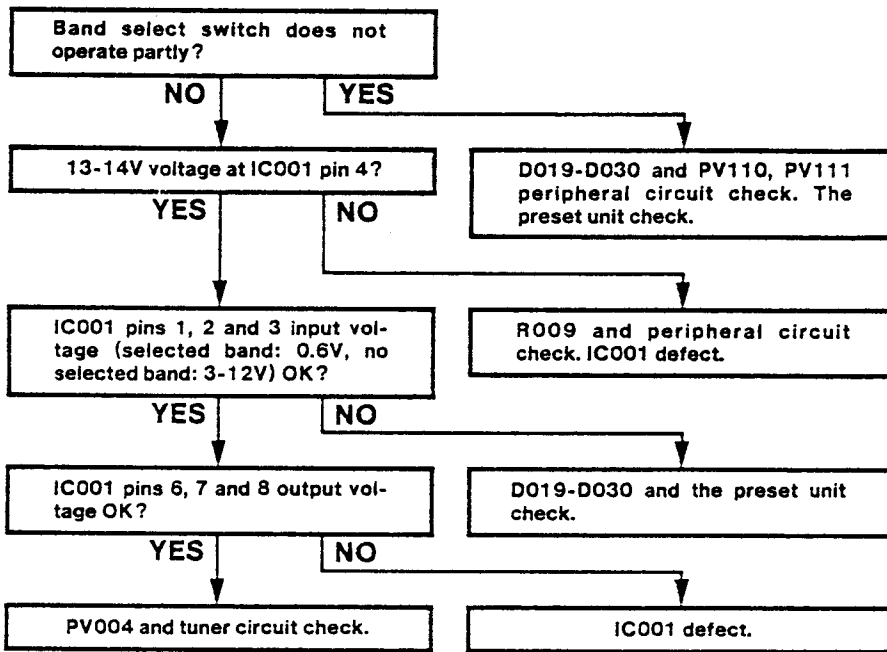 Band select switch does not
operate partly?
NO
YES
13-14V voltage at IC001 pin 4?
D019-D030 and PV110, PV111
peripheral circuit check. The
preset unit check.
YES
NO
IC001 pins 1, 2 and 3 input vol-
tage (selected band: 0.6V, no
selected band: 3-12V) OK?
R009 and peripheral circuit
check. IC001 defect.
YES
NO
IC001 pins 6, 7 and 8 output vol-
tage OK?
D019-D030 and the preset unit
check.
YES
NO
PV004 and tuner circuit check.
IC001 defect.